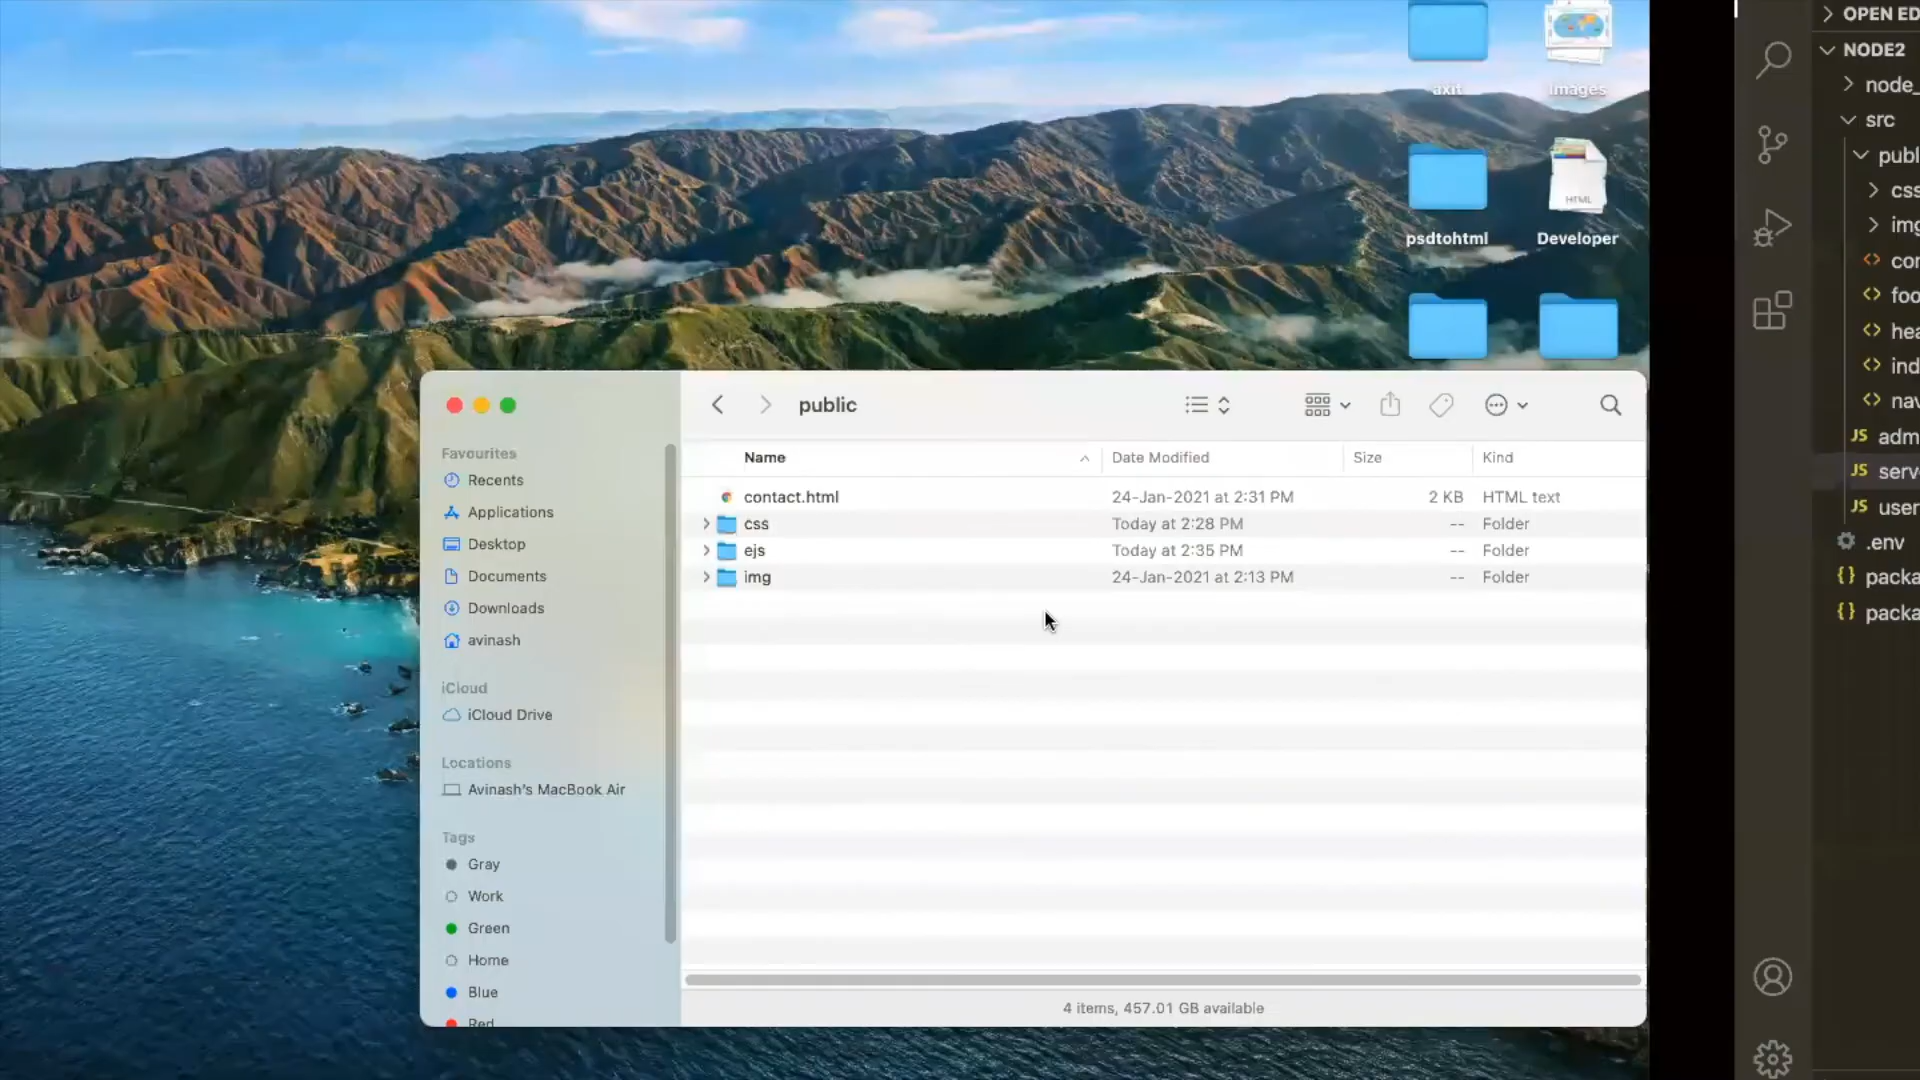 axit
Images
psdtohtml
Developer
HTML
public
Favourites
Recents
Applications
Desktop
Documents
Downloads
avinash
iCloud
iCloud Drive
Locations
Avinash's MacBook Air
Tags
Gray
Work
Green
Home
Blue
Red
Name
Date Modified
Size
Kind
contact.html
24-Jan-2021 at 2:31 PM
2 KB
HTML text
css
Today at 2:28 PM
--
Folder
ejs
Today at 2:35 PM
--
Folder
img
24-Jan-2021 at 2:13 PM
--
Folder
4 items, 457.01 GB available
OPEN ED
NODE2
node_
src
publ
css
img
con
foo
hea
ind
nav
JS adm
JS serv
JS user
.env
{} packa
{} packa